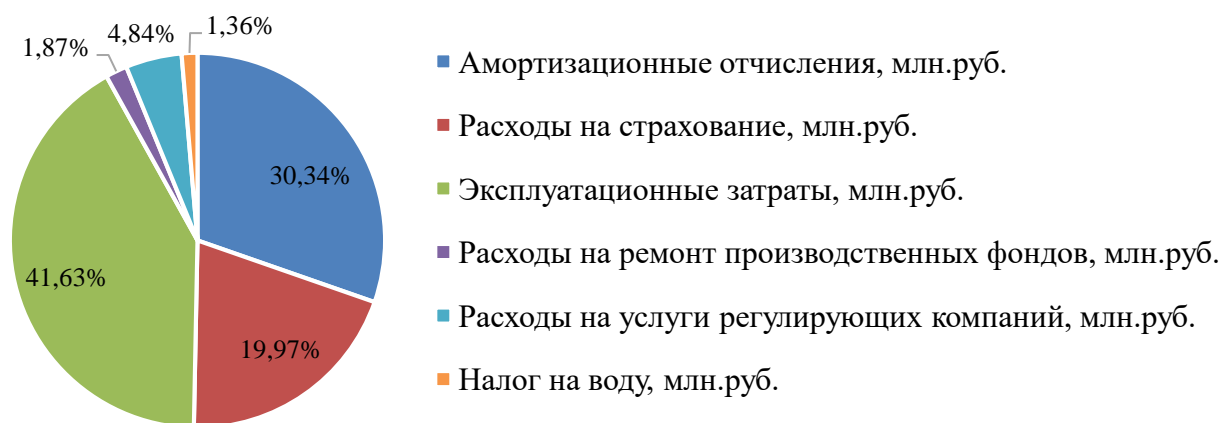 1,87%
4,84%
1,36%
30,34%
19,97%
41,63%
Амортизационные отчисления, млн.руб.
Расходы на страхование, млн.руб.
Эксплуатационные затраты, млн.руб.
Расходы на ремонт производственных фондов, млн.руб.
Расходы на услуги регулирующих компаний, млн.руб.
Налог на воду, млн.руб.